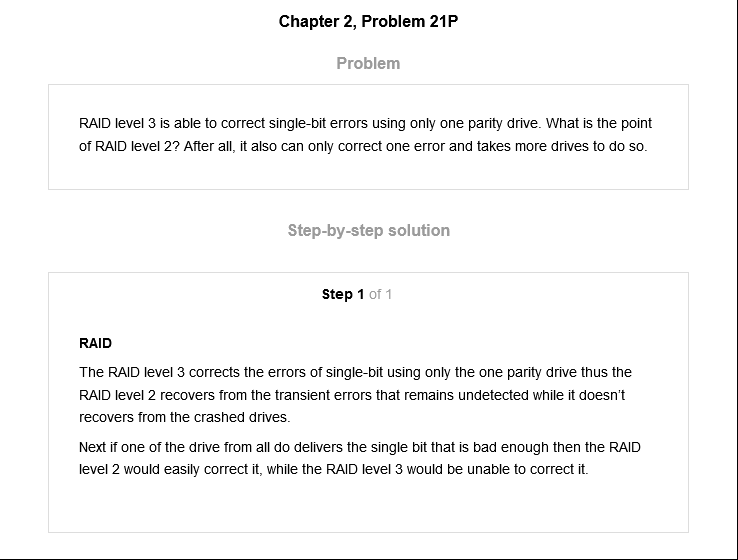 Chapter 2, Problem 21P
Problem
RAID level 3 is able to correct single-bit errors using only one parity drive. What is the point
of RAID level 2? After all, it also can only correct one error and takes more drives to do so.
Step-by-step solution
Step 1 of 1
RAID
The RAID level 3 corrects the errors of single-bit using only the one parity drive thus the
RAID level 2 recovers from the transient errors that remains undetected while it doesn't
recovers from the crashed drives.
Next if one of the drive from all do delivers the single bit that is bad enough then the RAID
level 2 would easily correct it, while the RAID level 3 would be unable to correct it.